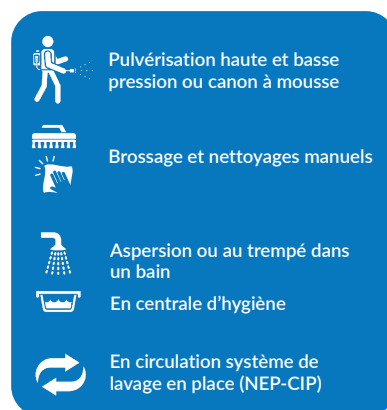 Pulvérisation haute et basse
pression ou canon à mousse
Brossage et nettoyages manuels
Aspersion ou au trempé dans
un bain
En centrale d'hygiène
En circulation système de
lavage en place (NEP-CIP)